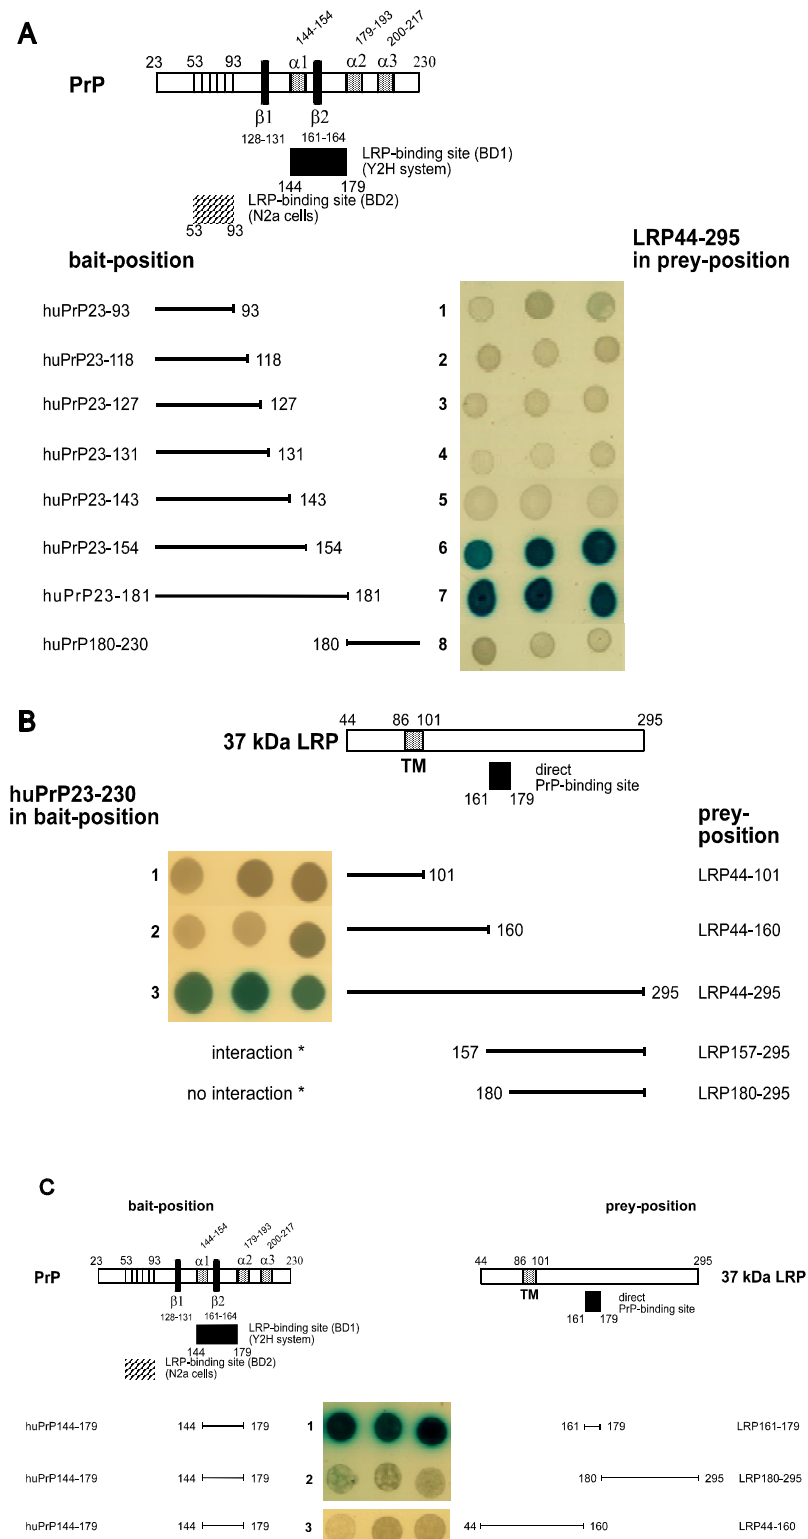 A
144-154
179-193
200-217
23 53 93 α1 α2 α3 230
PrP
β1 β2
128-131 161-164
LRP-binding site (BD1)
(Y2H system)
144 179
LRP-binding site (BD2)
(N2a cells)
53 93
bait-position
LRP44-295
in prey-position
huPrP23-93 93 1
huPrP23-118 118 2
huPrP23-127 127 3
huPrP23-131 131 4
huPrP23-143 143 5
huPrP23-154 154 6
huPrP23-181 181 7
huPrP180-230 180 8
B
44 86 101 295
37 kDa LRP
TM
direct
PrP-binding site
161 179
huPrP23-230
in bait-position
prey-
position
1 101 LRP44-101
2 160 LRP44-160
3 295 LRP44-295
interaction * 157 LRP157-295
no interaction * 180 LRP180-295
C
bait-position prey-position
144-154
179-193
200-217
23 53 93 α1 α2 α3 230
PrP
β1 β2
128-131 161-164
LRP-binding site (BD1)
(Y2H system)
144 179
LRP-binding site (BD2)
(N2a cells)
44 86 101 295
37 kDa LRP
TM
direct
PrP-binding site
161 179
huPrP144-179 144 179 1 161 179 LRP161-179
huPrP144-179 144 179 2 180 295 LRP180-295
huPrP144-179 144 179 3 44 160 LRP44-160